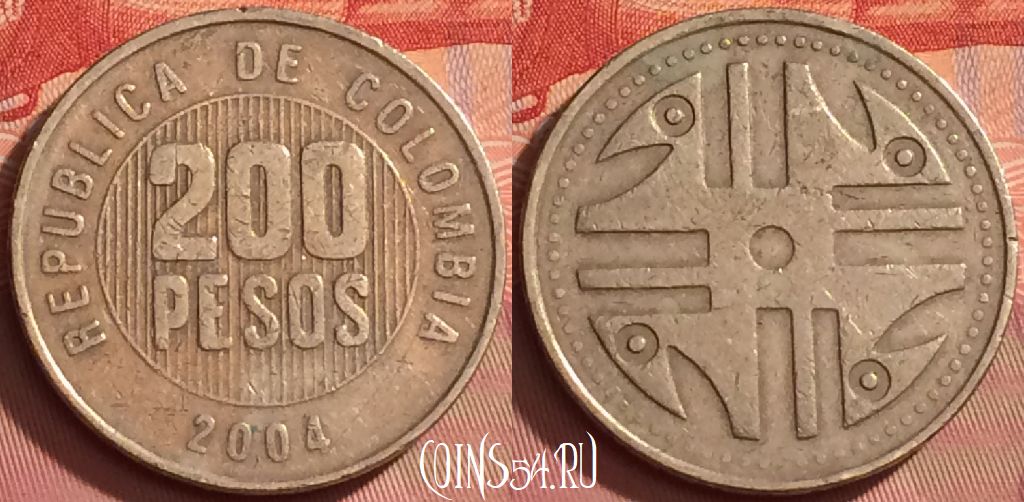 REPUBLICA DE COLOMBIA
200
PESOS
2004
COINS54.RU